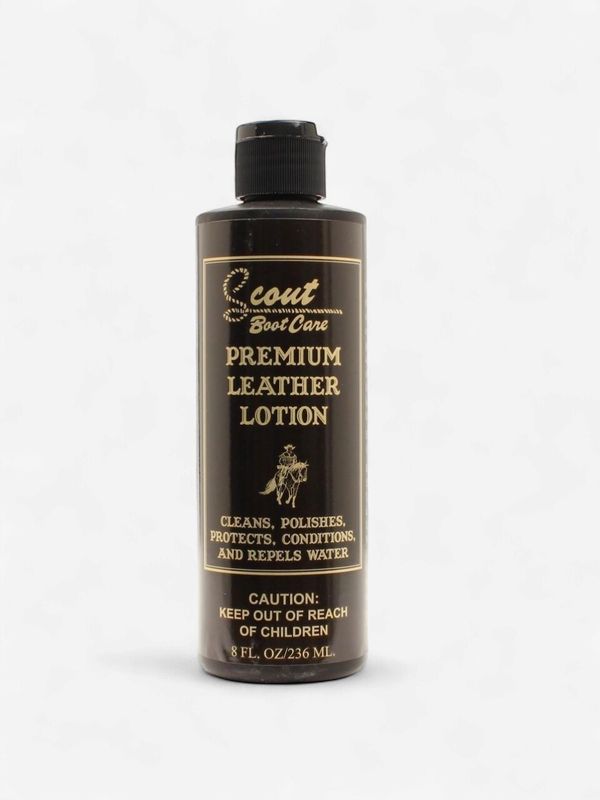 Scout
Boot Care
PREMIUM
LEATHER
LOTION
CLEANS, POLISHES,
PROTECTS, CONDITIONS,
AND REPELS WATER
CAUTION:
KEEP OUT OF REACH
OF CHILDREN
8 FL. OZ/236 ML.